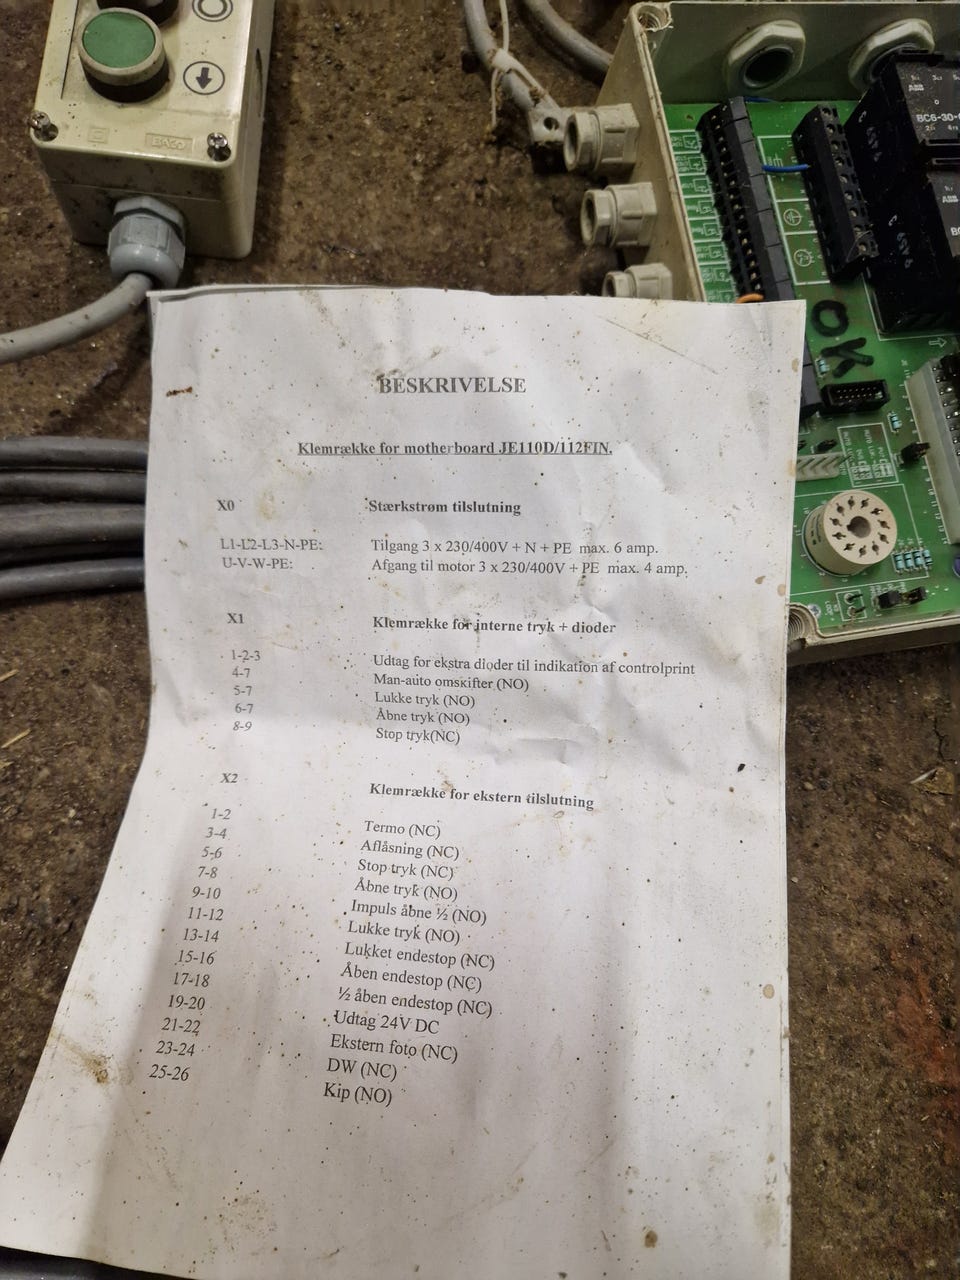 BACO
ABB
BC6-30-
ABB
OK
BESKRIVELSE
Klemrække for motherboard JE110D/112FIN.
X0 Stærkstrøm tilslutning
L1-L2-L3-N-PE: Tilgang 3 x 230/400V + N + PE max. 6 amp.
U-V-W-PE: Afgang til motor 3 x 230/400V + PE max. 4 amp.
X1 Klemrække for interne tryk + dioder
1-2-3 Udtag for ekstra dioder til indikation af controlprint
4-7 Man-auto omskifter (NO)
5-7 Lukke tryk (NO)
6-7 Åbne tryk (NO)
8-9 Stop tryk(NC)
X2 Klemrække for ekstern tilslutning
1-2 Termo (NC)
3-4 Aflåsning (NC)
5-6 Stop tryk (NC)
7-8 Åbne tryk (NO)
9-10 Impuls åbne ½ (NO)
11-12 Lukke tryk (NO)
13-14 Lukket endestop (NC)
15-16 Åben endestop (NC)
17-18 ½ åben endestop (NC)
19-20 Udtag 24V DC
21-22 Ekstern foto (NC)
23-24 DW (NC)
25-26 Kip (NO)